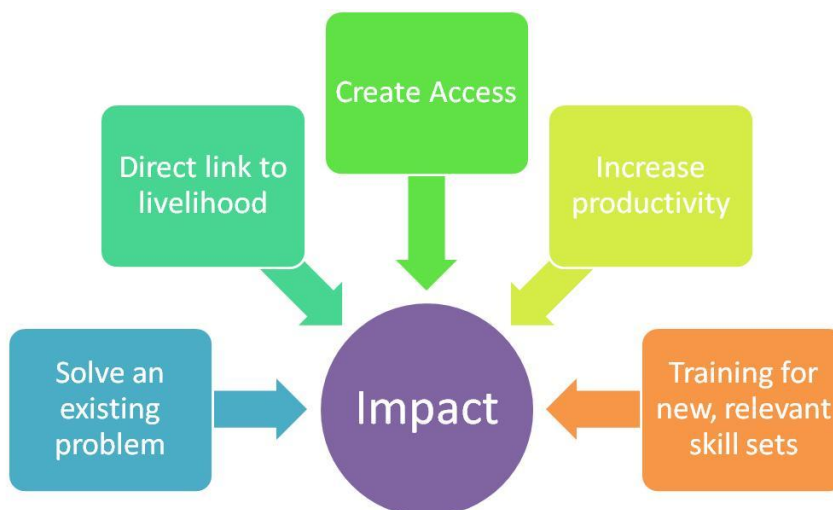 Create Access
Direct link to
livelihood
Increase
productivity
Solve an
existing
problem
Impact
Training for
new, relevant
skill sets